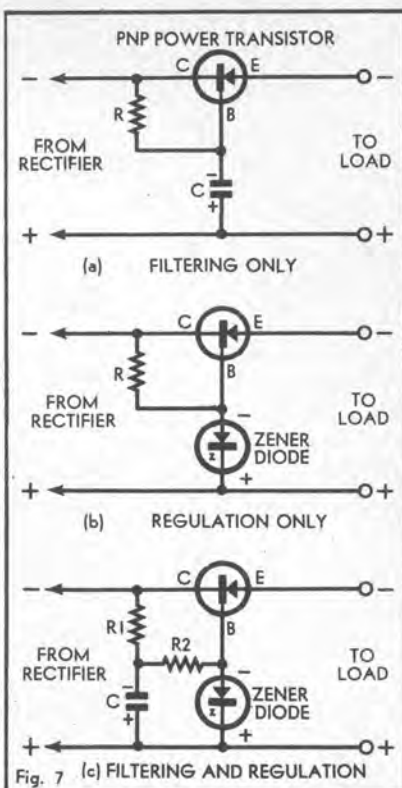 PNP POWER TRANSISTOR
− C E −
R B
FROM RECTIFIER
TO LOAD
C − +
+ +
(a) FILTERING ONLY
− C E −
R B
FROM RECTIFIER
TO LOAD
−
Z ZENER DIODE
+
+ +
(b) REGULATION ONLY
− C E −
R1 B
R2
FROM RECTIFIER
TO LOAD
− −
C Z ZENER DIODE
+ +
+ +
Fig. 7 (c) FILTERING AND REGULATION